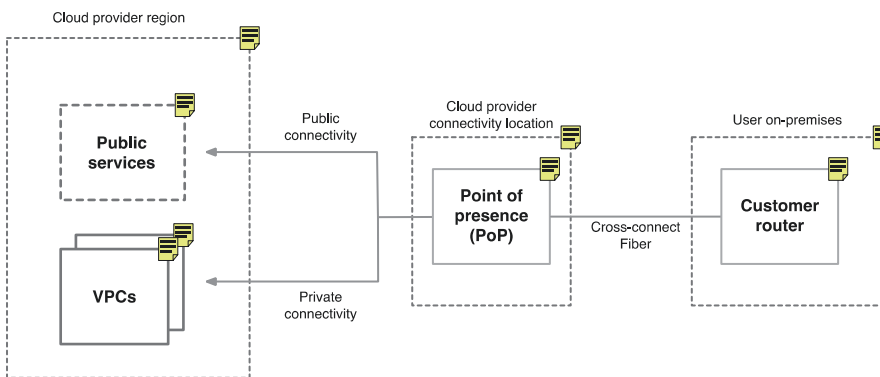 Cloud provider region
Public
services
VPCs
Public
connectivity
Private
connectivity
Cloud provider
connectivity location
Point of
presence
(PoP)
Cross-connect
Fiber
User on-premises
Customer
router